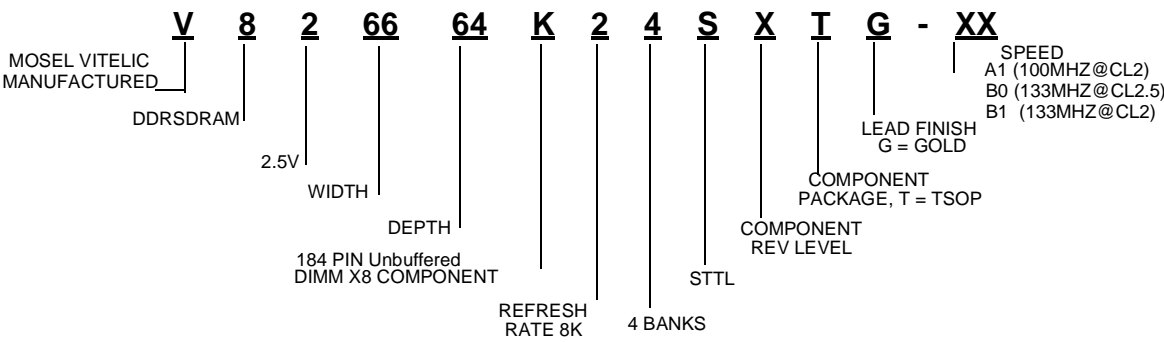 V 8 2 66 64 K 2 4 S X T G - XX
MOSEL VITELIC
MANUFACTURED
SPEED
A1 (100MHZ@CL2)
B0 (133MHZ@CL2.5)
B1 (133MHZ@CL2)
DDRSDRAM
LEAD FINISH
G = GOLD
2.5V
WIDTH
COMPONENT
PACKAGE, T = TSOP
DEPTH
COMPONENT
REV LEVEL
184 PIN Unbuffered
DIMM X8 COMPONENT
STTL
REFRESH
RATE 8K
4 BANKS